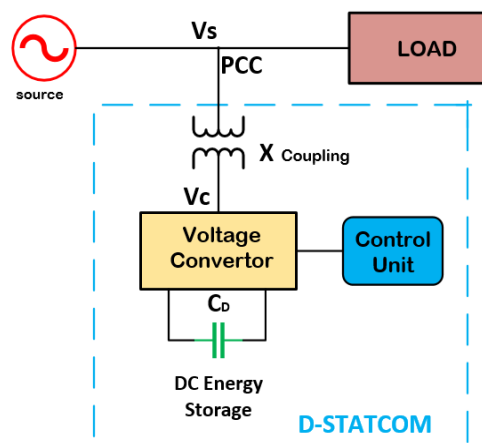 Vs
LOAD
PCC
source
X Coupling
Vc
Voltage
Convertor
Control
Unit
CD
DC Energy
Storage
D-STATCOM